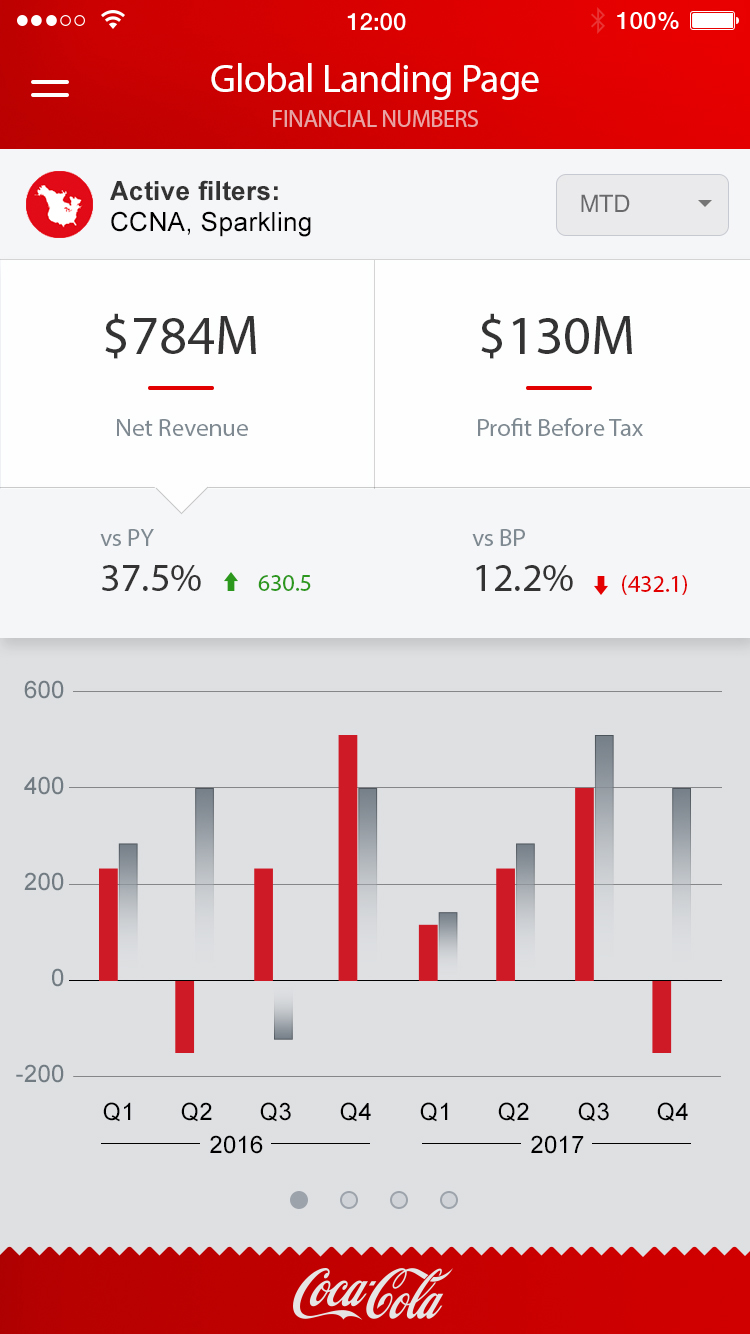 12:00
100%
Global Landing Page
FINANCIAL NUMBERS
Active filters:
CCNA, Sparkling
MTD
$784M
$130M
Net Revenue
Profit Before Tax
vs PY
vs BP
37.5% 630.5
12.2% (432.1)
600
400
200
0
-200
Q1 Q2 Q3 Q4 Q1 Q2 Q3 Q4
2016 2017
Coca-Cola